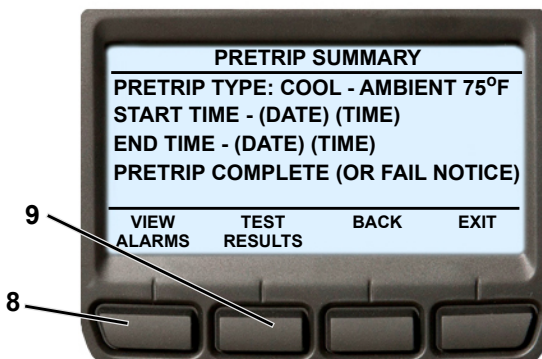 PRETRIP SUMMARY
PRETRIP TYPE: COOL - AMBIENT 75°F
START TIME - (DATE) (TIME)
END TIME - (DATE) (TIME)
PRETRIP COMPLETE (OR FAIL NOTICE)
VIEW ALARMS
TEST RESULTS
BACK
EXIT
9
8